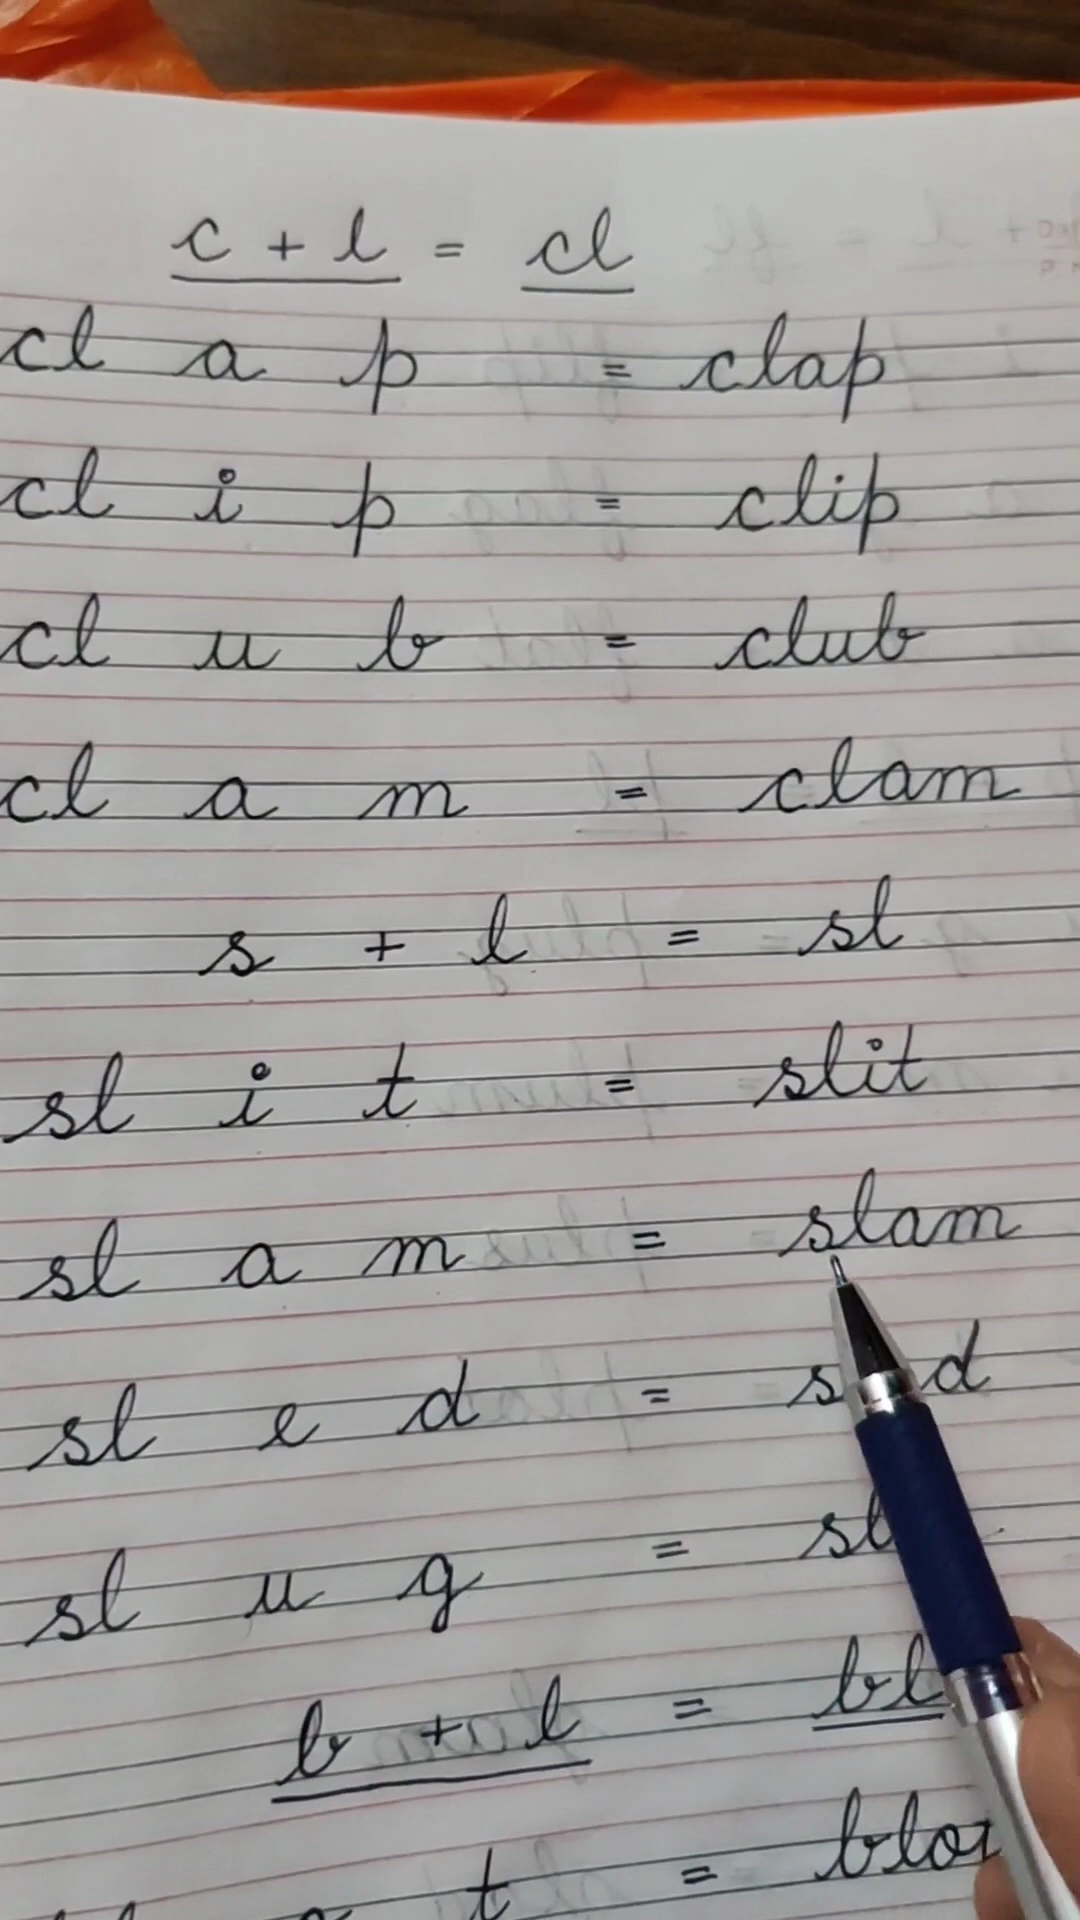 c + l = cl
cl a p = clap
cl i p = clip
cl u b = club
cl a m = clam
s + l = sl
sl i t = slit
sl a m = slam
sl e d =
sl u g =
b + l = bl
t =